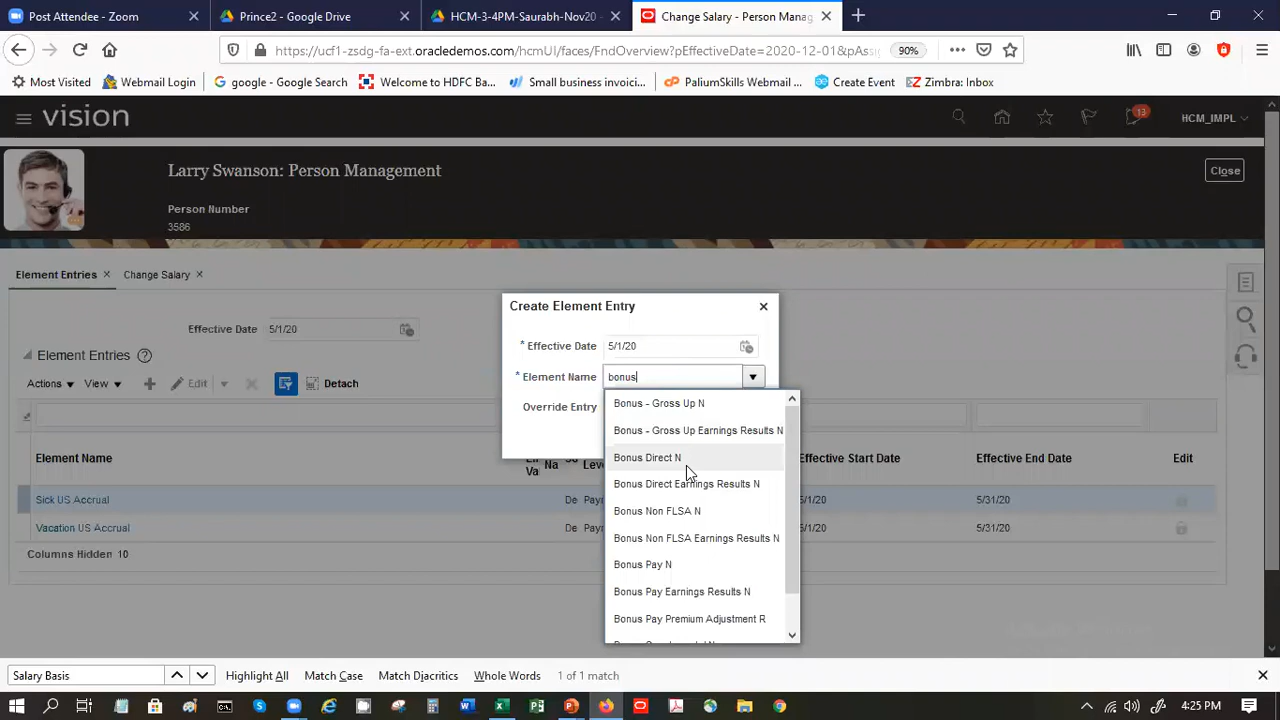 Post Attendee - Zoom
Prince2 - Google Drive
HCM-3-4PM-Saurabh-Nov20 -
Change Salary - Person Manag
https://ucf1-zsdg-fa-ext.oracledemos.com/hcmUI/faces/FndOverview?pEffectiveDate=2020-12-01&pAssig
90%
Most Visited
Webmail Login
google - Google Search
Welcome to HDFC Ba...
Small business invoici...
PaliumSkills Webmail ...
Create Event
Zimbra: Inbox
vision
13
HCM_IMPL
Larry Swanson: Person Management
Close
Person Number
3586
Element Entries
Change Salary
Effective Date 5/1/20
Element Entries
Actions View Edit Detach
Element Name
Na
Leve
Effective Start Date
Effective End Date
Edit
Sick US Accrual De Pay 5/1/20 5/31/20
Vacation US Accrual De Pay 5/1/20 5/31/20
Columns Hidden 10
Create Element Entry
* Effective Date 5/1/20
* Element Name bonus
Override Entry
Bonus - Gross Up N
Bonus - Gross Up Earnings Results N
Bonus Direct N
Bonus Direct Earnings Results N
Bonus Non FLSA N
Bonus Non FLSA Earnings Results N
Bonus Pay N
Bonus Pay Earnings Results N
Bonus Pay Premium Adjustment R
Salary Basis
Highlight All
Match Case
Match Diacritics
Whole Words
1 of 1 match
4:25 PM